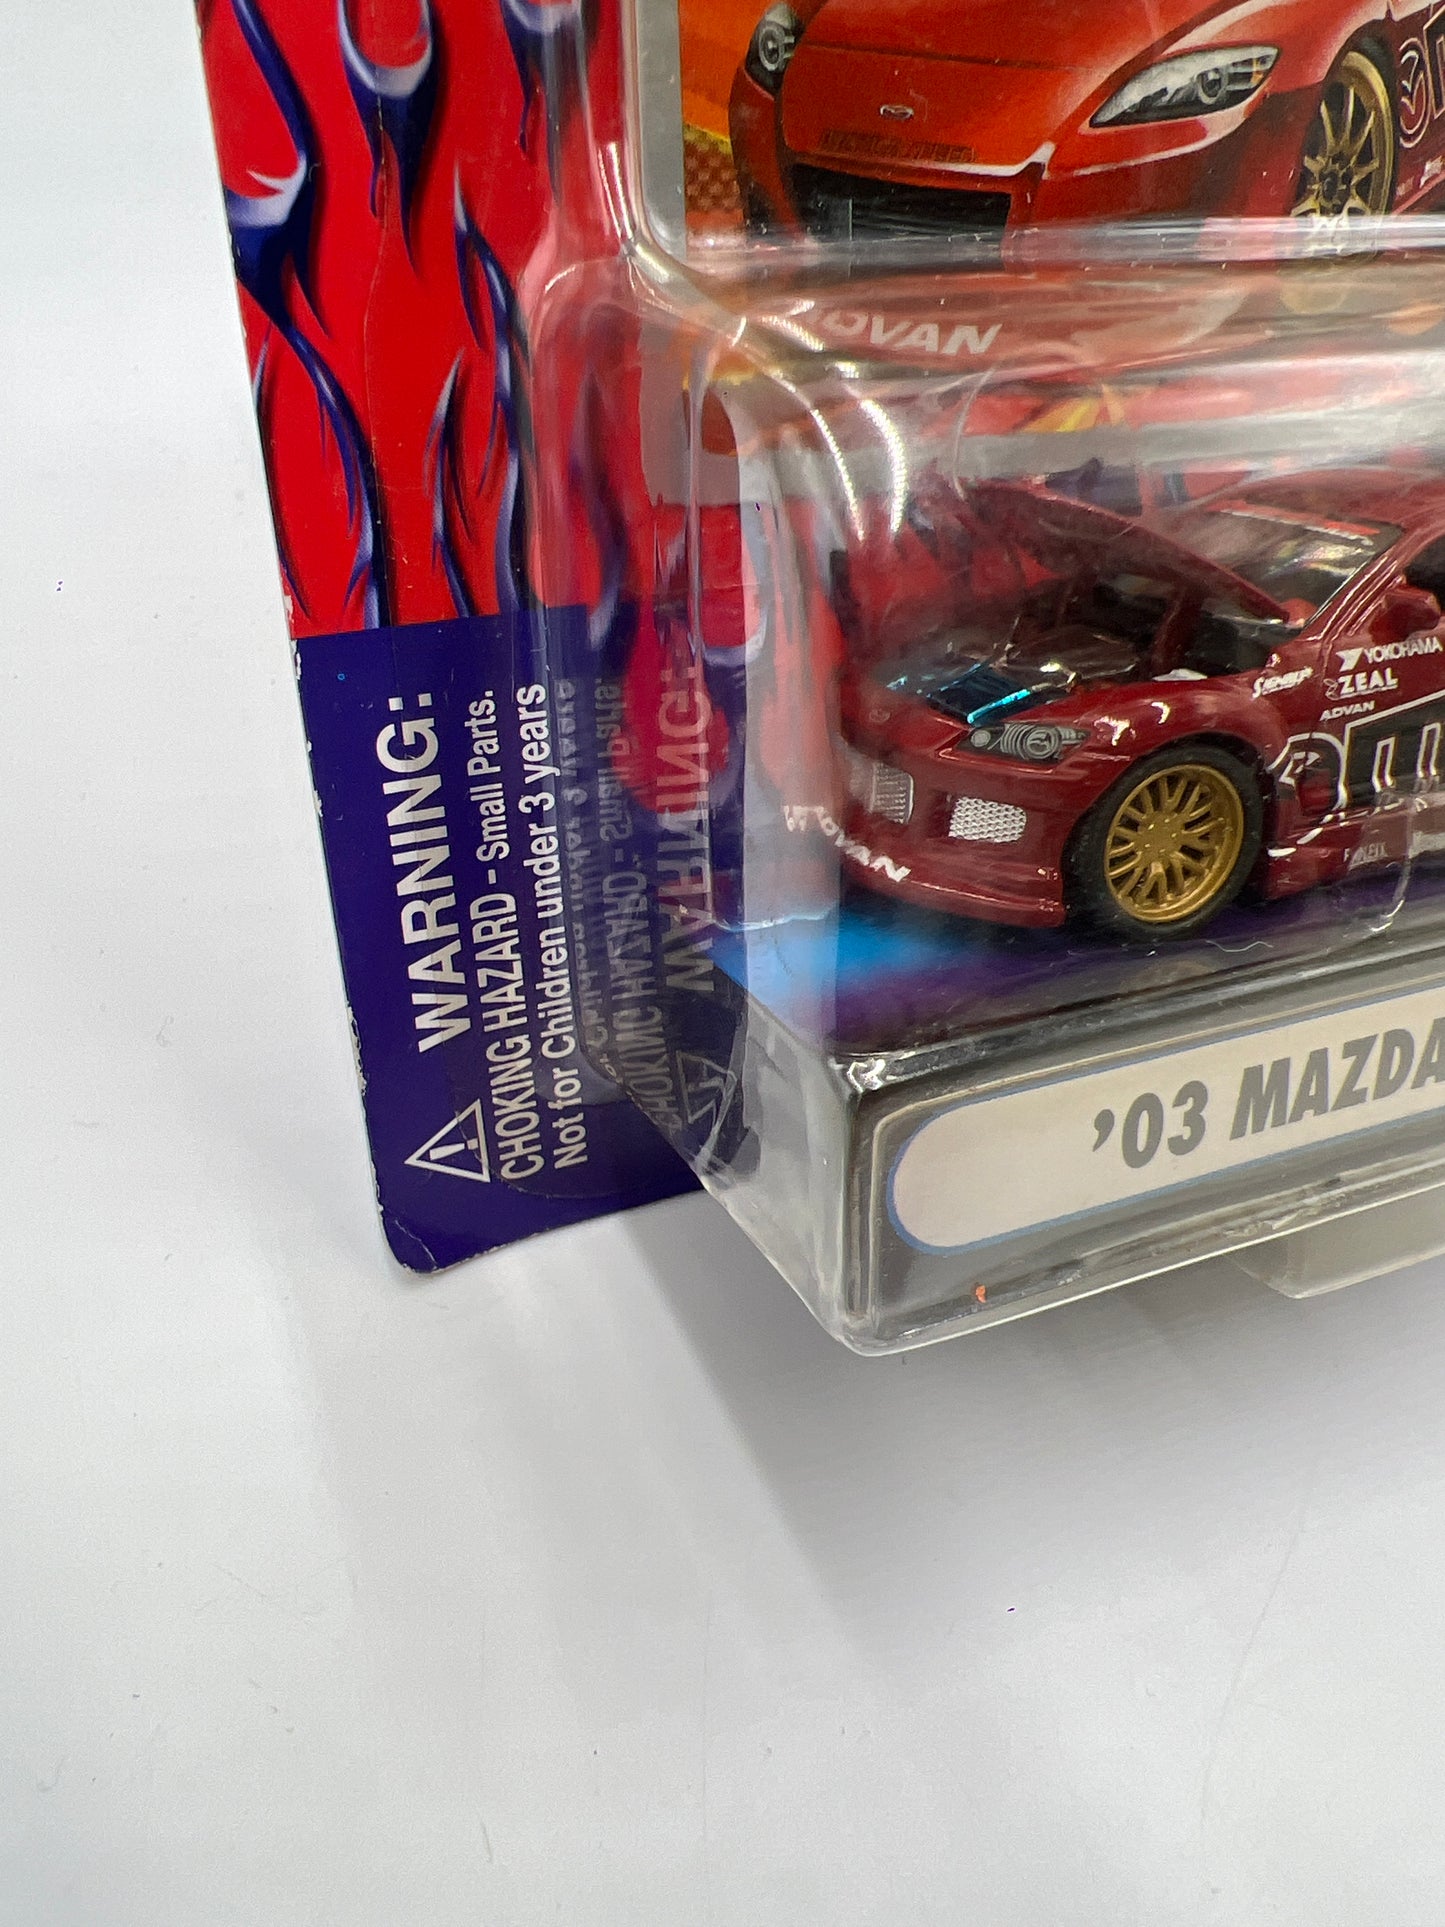 ADVAN
YOKOHAMA
ZEAL
ADVAN
ADVAN
WARNING:
CHOKING HAZARD - Small Parts.
Not for Children under 3 years
'03 MAZDA